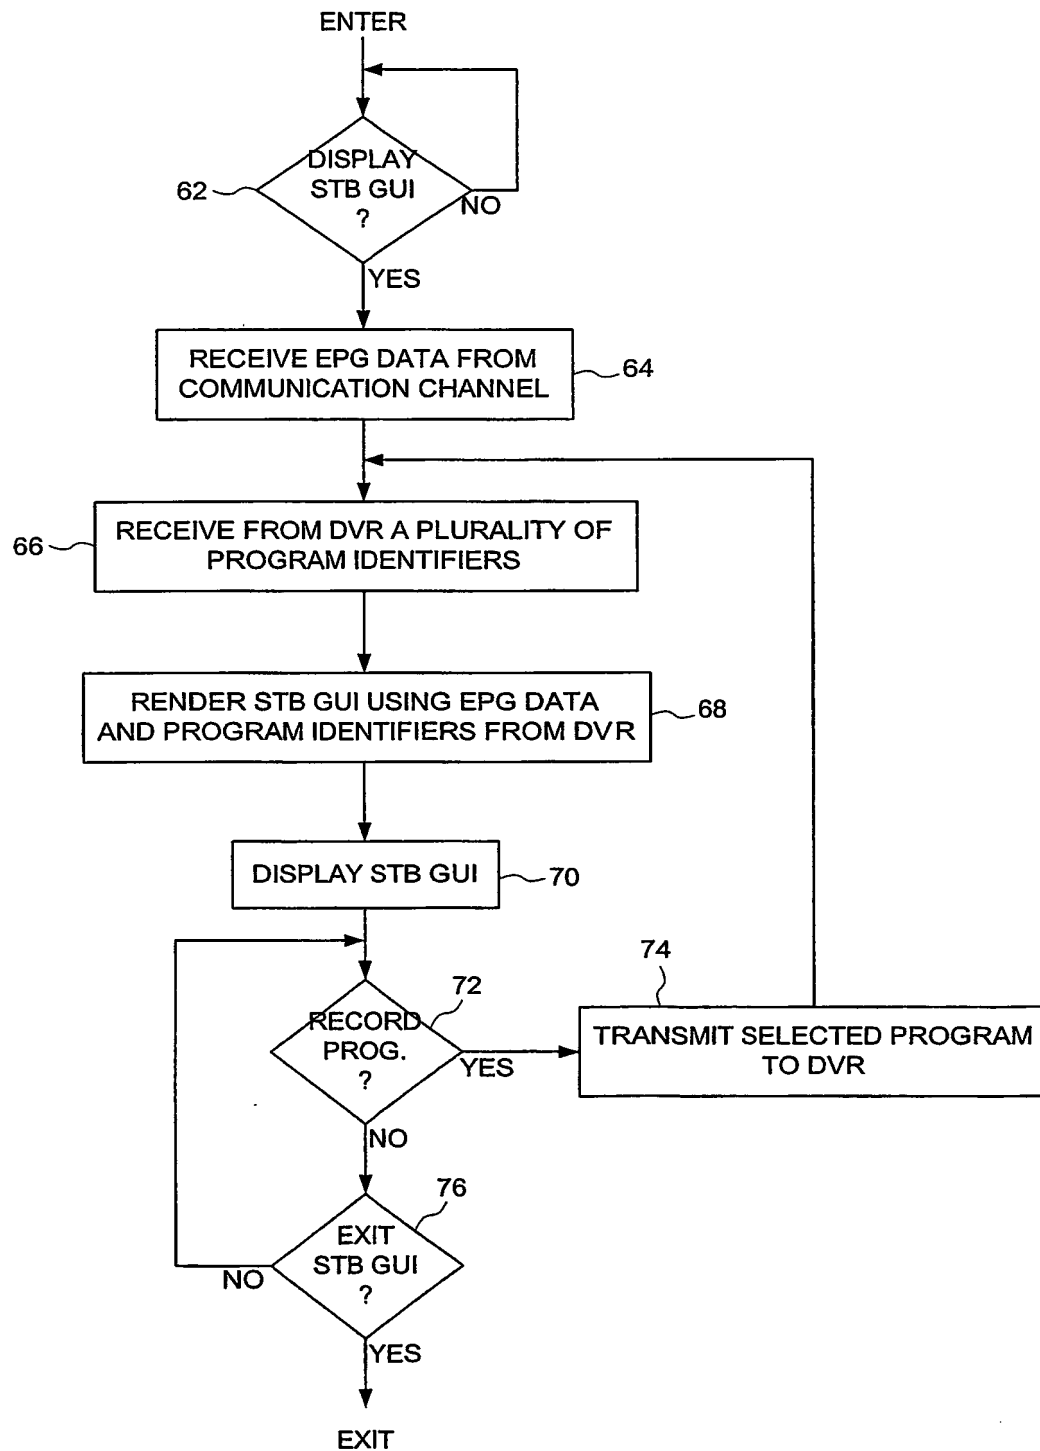 ENTER
DISPLAY
STB GUI
?
62
NO
YES
RECEIVE EPG DATA FROM
COMMUNICATION CHANNEL
64
RECEIVE FROM DVR A PLURALITY OF
PROGRAM IDENTIFIERS
66
RENDER STB GUI USING EPG DATA
AND PROGRAM IDENTIFIERS FROM DVR
68
DISPLAY STB GUI
70
RECORD
PROG.
?
72
YES
74
TRANSMIT SELECTED PROGRAM
TO DVR
NO
76
EXIT
STB GUI
?
NO
YES
EXIT